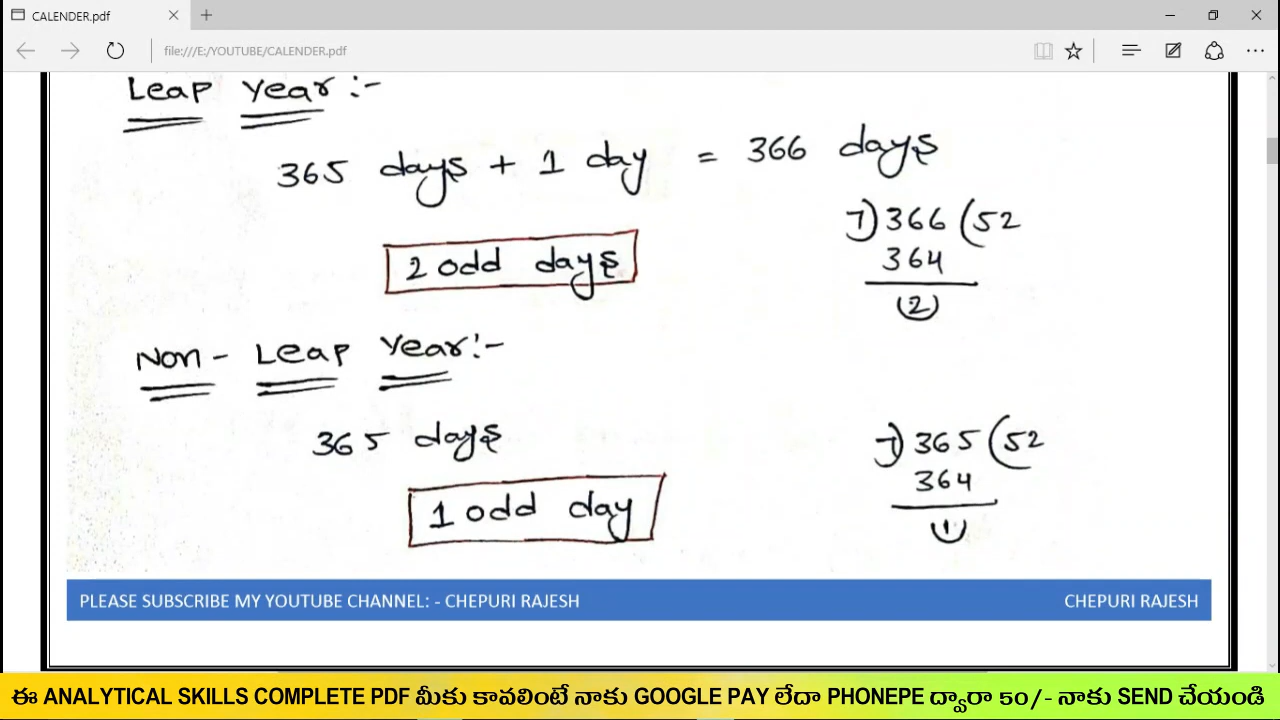 CALENDER.pdf
file:///E:/YOUTUBE/CALENDER.pdf
Leap Year:-
365 days + 1 day = 366 days
7)366(52
364
(2)
2 odd days
Non-Leap Year:-
365 days
7)365(52
364
(1)
1 odd day
PLEASE SUBSCRIBE MY YOUTUBE CHANNEL: - CHEPURI RAJESH
CHEPURI RAJESH
ఈ ANALYTICAL SKILLS COMPLETE PDF మీకు కావలింటే నాకు GOOGLE PAY లేదా PHONEPE ద్వారా 50/- నాకు SEND చేయండి